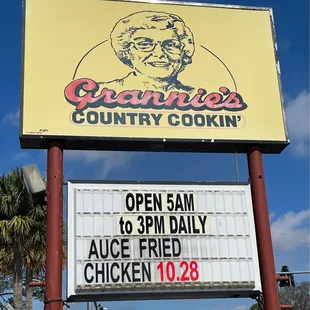 Grannie's
COUNTRY COOKIN'
OPEN 5AM
to 3PM DAILY
AUCE FRIED
CHICKEN 10.28